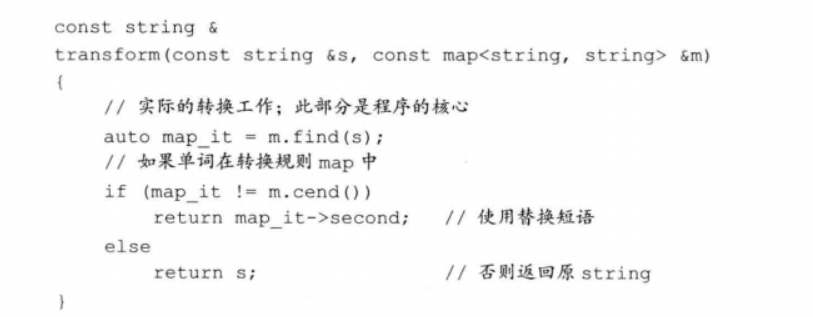 const string &
transform(const string &s, const map<string, string> &m)
{
// 实际的转换工作；此部分是程序的核心
auto map_it = m.find(s);
// 如果单词在转换规则 map 中
if (map_it != m.cend())
return map_it->second; // 使用替换短语
else
return s; // 否则返回原 string
}